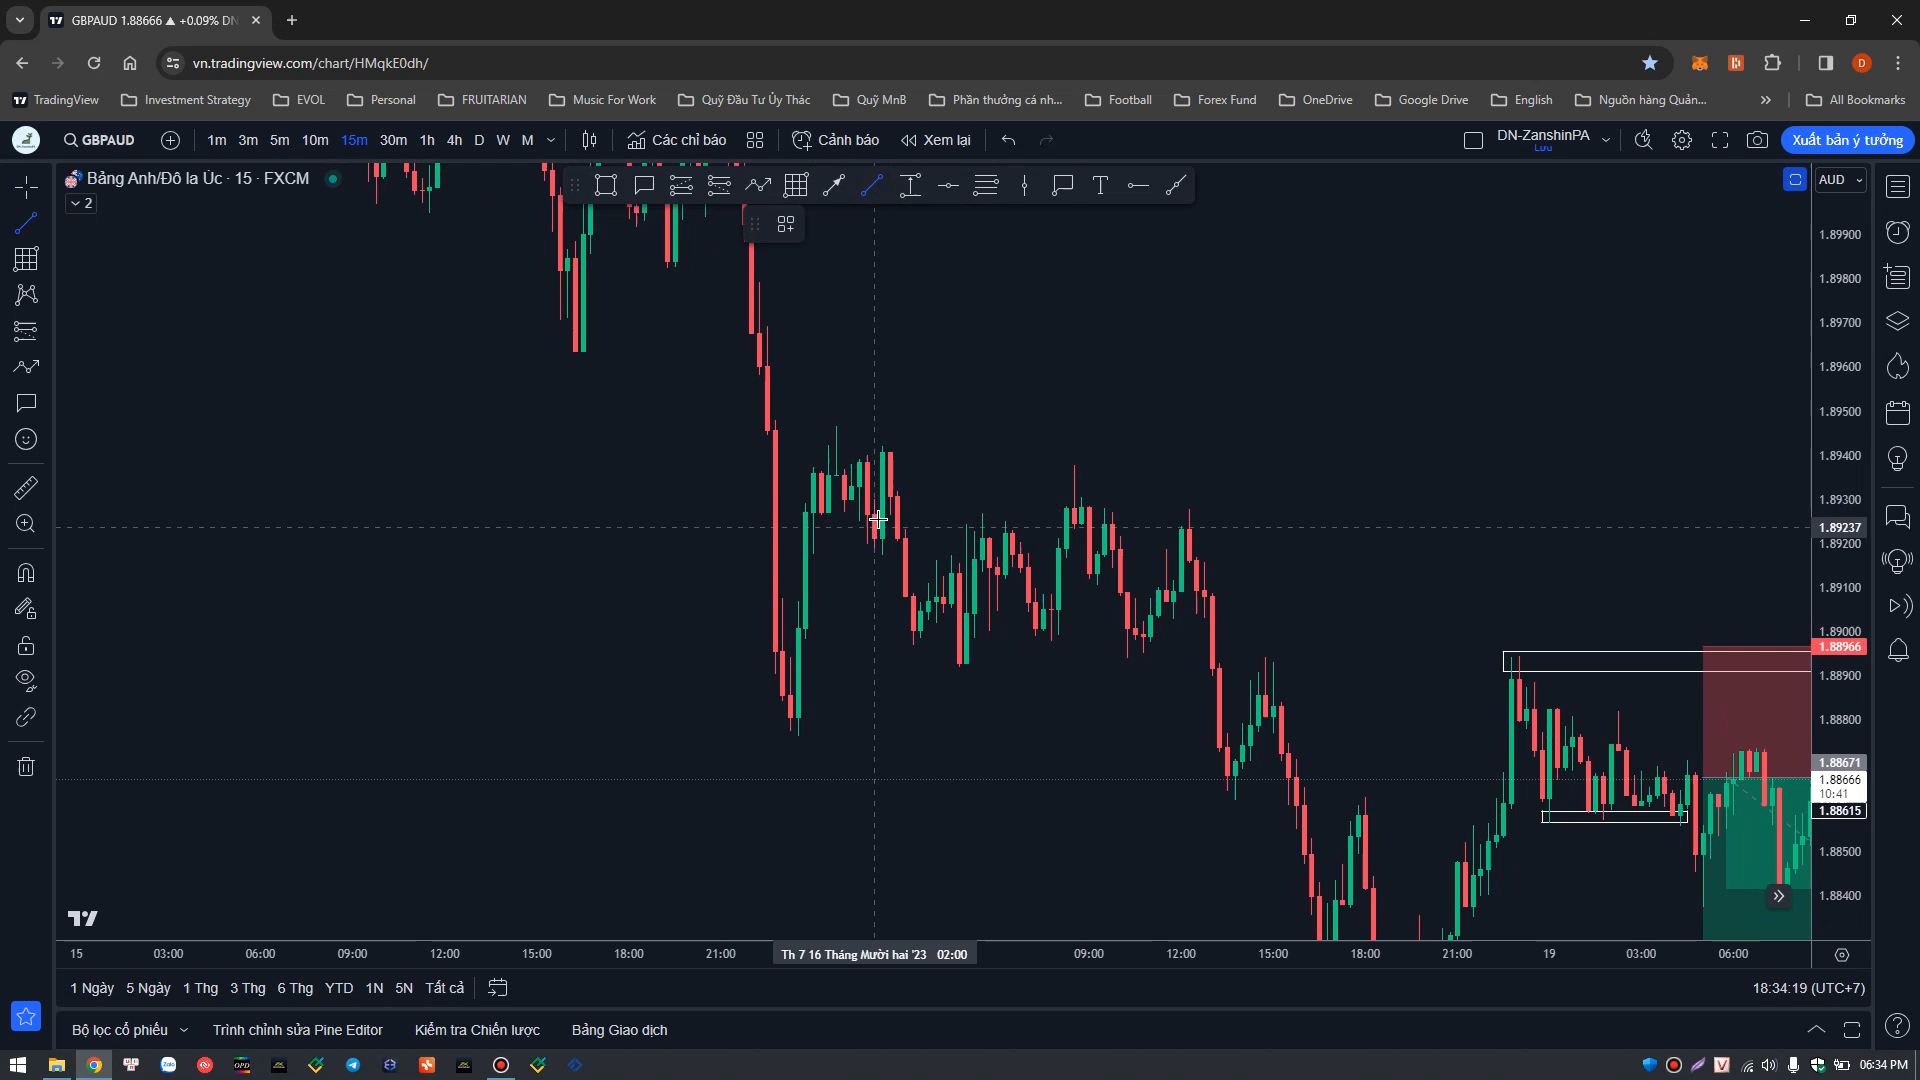 GBPAUD 1.88666 ▲ +0.09% DN
vn.tradingview.com/chart/HMqkE0dh/
D
TradingView Investment Strategy EVOL Personal FRUITARIAN Music For Work Quỹ Đầu Tư Ủy Thác Quỹ MnB Phần thưởng cá nh... Football Forex Fund OneDrive Google Drive English Nguồn hàng Quản... » All Bookmarks
GBPAUD 1m 3m 5m 10m 15m 30m 1h 4h D W M Các chỉ báo Cảnh báo Xem lại DN-ZanshinPA Xuất bản ý tưởng
Lưu
Bảng Anh/Đô la Úc · 15 · FXCM
AUD
2
1.89900
1.89800
1.89700
1.89600
1.89500
1.89400
1.89300
1.89237
1.89200
1.89100
1.89000
1.88966
1.88900
1.88800
1.88671
1.88666
10:41
1.88615
1.88500
1.88400
15 03:00 06:00 09:00 12:00 15:00 18:00 21:00 Th 7 16 Tháng Mười hai '23 02:00 09:00 12:00 15:00 18:00 21:00 19 03:00 06:00
1 Ngày 5 Ngày 1 Thg 3 Thg 6 Thg YTD 1N 5N Tất cả 18:34:19 (UTC+7)
Bộ lọc cổ phiếu Trình chỉnh sửa Pine Editor Kiểm tra Chiến lược Bảng Giao dịch
Zalo OPD V 06:34 PM